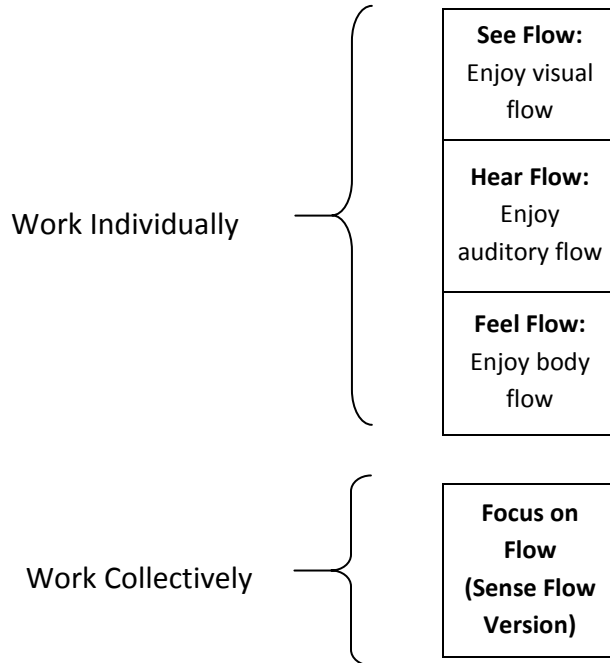 See Flow:
Enjoy visual
flow
Work Individually
Hear Flow:
Enjoy
auditory flow
Feel Flow:
Enjoy body
flow
Work Collectively
Focus on
Flow
(Sense Flow
Version)